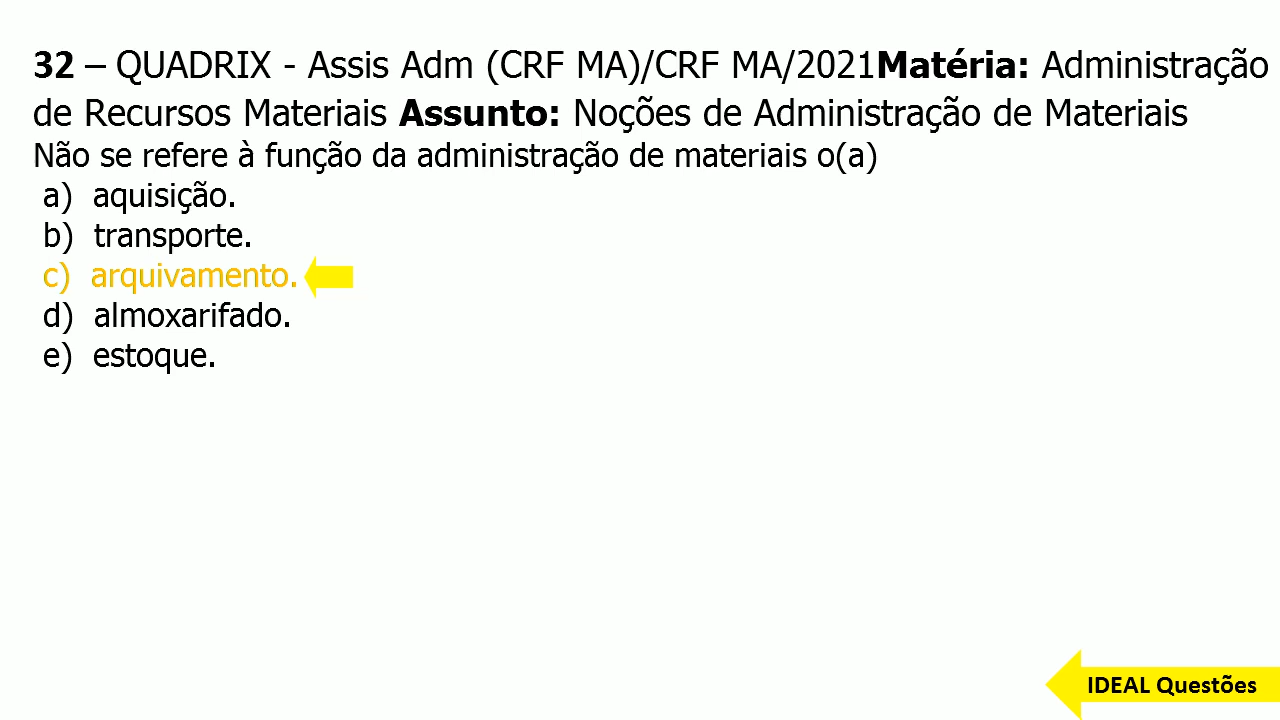 32 – QUADRIX - Assis Adm (CRF MA)/CRF MA/2021Matéria: Administração
de Recursos Materiais Assunto: Noções de Administração de Materiais
Não se refere à função da administração de materiais o(a)
a) aquisição.
b) transporte.
c) arquivamento.
d) almoxarifado.
e) estoque.
IDEAL Questões